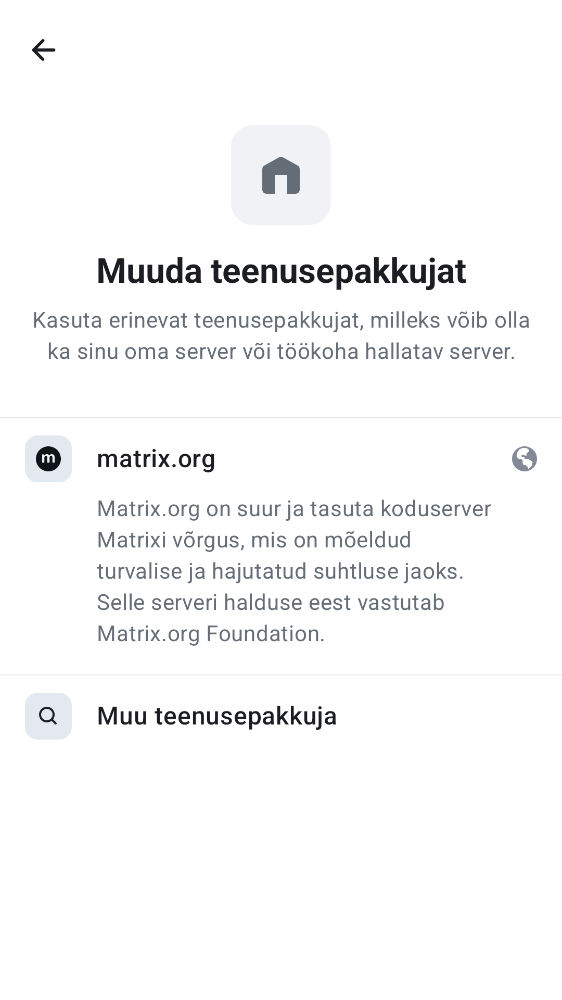 Muuda teenusepakkujat
Kasuta erinevat teenusepakkujat, milleks võib olla
ka sinu oma server või töökoha hallatav server.
m
matrix.org
Matrix.org on suur ja tasuta koduserver
Matrixi võrgus, mis on mõeldud
turvalise ja hajutatud suhtluse jaoks.
Selle serveri halduse eest vastutab
Matrix.org Foundation.
Muu teenusepakkuja